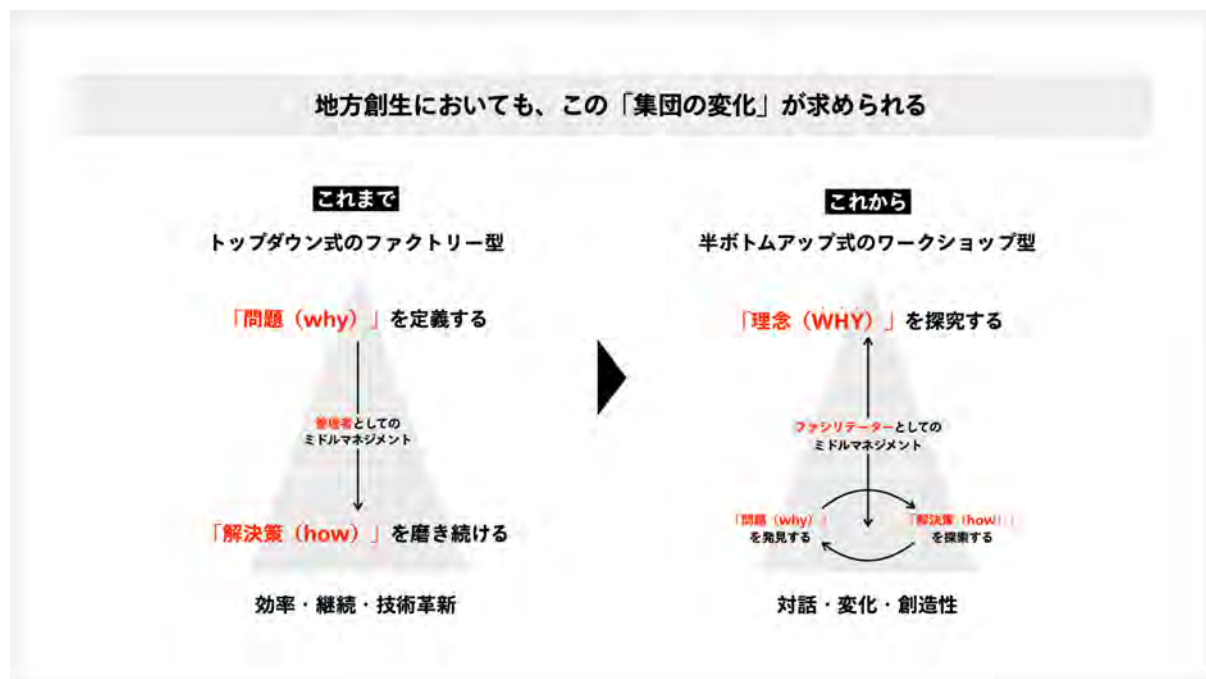 地方創生においても、この「集団の変化」が求められる
これまで
トップダウン式のファクトリー型
「問題（why）」を定義する
管理者としての
ミドルマネジメント
「解決策（how）」を磨き続ける
効率・継続・技術革新
これから
半ボトムアップ式のワークショップ型
「理念（WHY）」を探究する
ファシリテーターとしての
ミドルマネジメント
「問題（why）」
を発見する
「解決策（how）」
を探索する
対話・変化・創造性